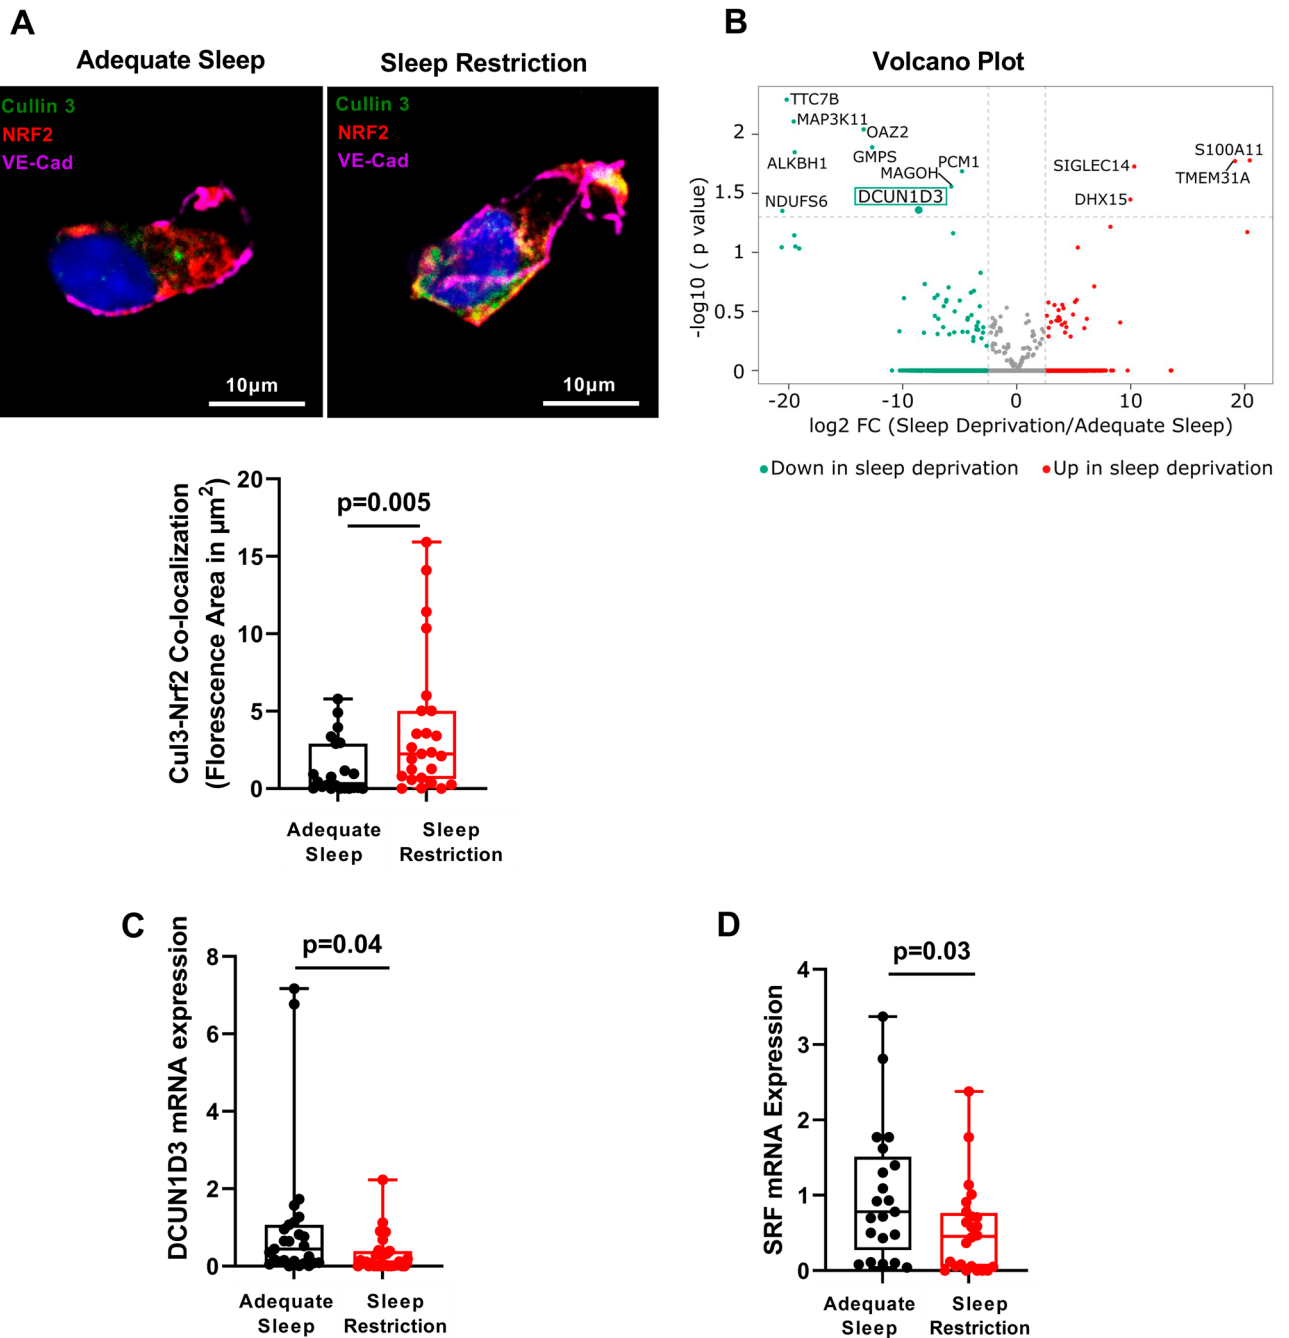 A
Adequate Sleep
Sleep Restriction
Cullin 3
NRF2
VE-Cad
10μm
Cullin 3
NRF2
VE-Cad
10μm
20
15
10
5
0
Cul3-Nrf2 Co-localization
(Florescence Area in μm²)
p=0.005
Adequate
Sleep
Sleep
Restriction
B
Volcano Plot
TTC7B
MAP3K11
OAZ2
ALKBH1
GMPS
MAGOH
PCM1
DCUN1D3
NDUFS6
SIGLEC14
S100A11
TMEM31A
DHX15
2
1.5
1
0.5
0
-log10 ( p value)
-20
-10
0
10
20
log2 FC (Sleep Deprivation/Adequate Sleep)
Down in sleep deprivation
Up in sleep deprivation
C
DCUN1D3 mRNA expression
8
6
4
2
0
p=0.04
Adequate
Sleep
Sleep
Restriction
D
SRF mRNA Expression
4
3
2
1
0
p=0.03
Adequate
Sleep
Sleep
Restriction